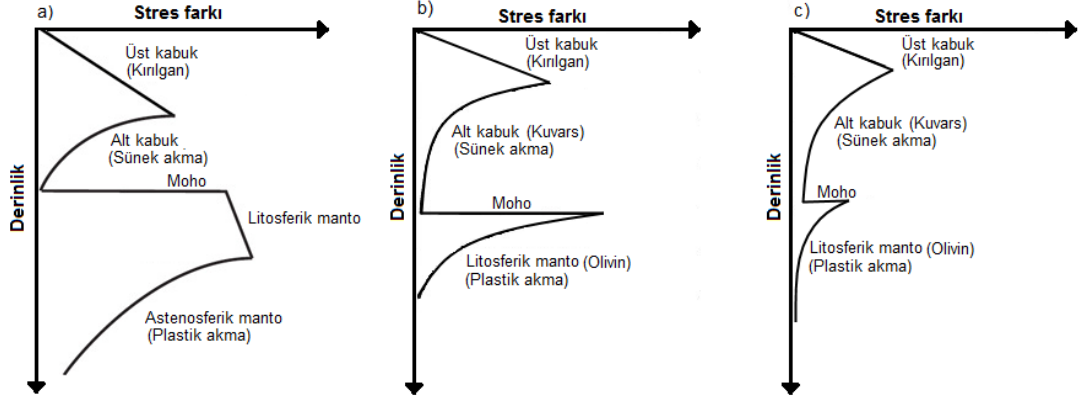 a)
Stres farkı
Üst kabuk
(Kırılgan)
Alt kabuk
(Sünek akma)
Moho
Litosferik manto
Astenosferik manto
(Plastik akma)
Derinlik
b)
Stres farkı
Üst kabuk
(Kırılgan)
Alt kabuk (Kuvars)
(Sünek akma)
Moho
Litosferik manto (Olivin)
(Plastik akma)
Derinlik
c)
Stres farkı
Üst kabuk
(Kırılgan)
Alt kabuk (Kuvars)
(Sünek akma)
Moho
Litosferik manto (Olivin)
(Plastik akma)
Derinlik